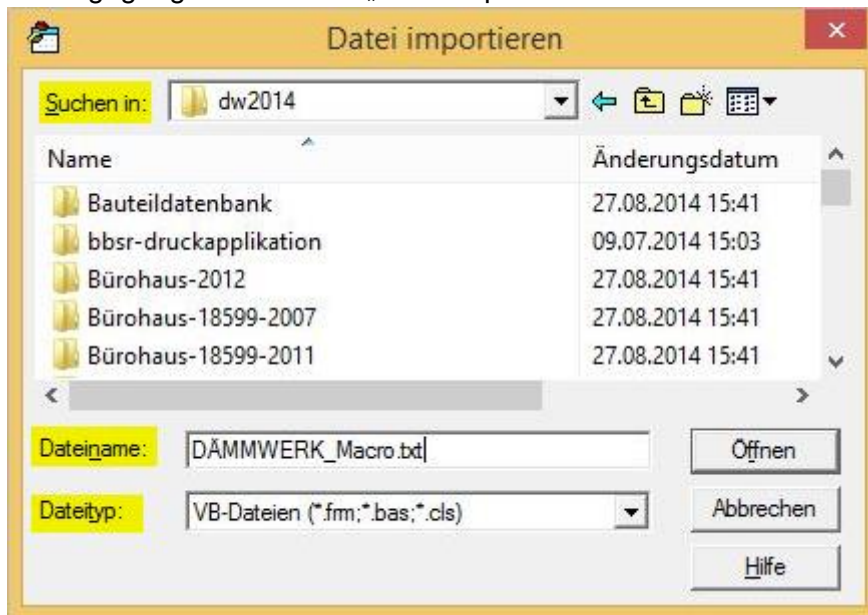 Datei importieren
Suchen in: dw2014
Name Änderungsdatum
Bauteildatenbank 27.08.2014 15:41
bbsr-druckapplikation 09.07.2014 15:03
Bürohaus-2012 27.08.2014 15:41
Bürohaus-18599-2007 27.08.2014 15:41
Bürohaus-18599-2011 27.08.2014 15:41
Dateiname: DÄMMWERK_Macro.txt Öffnen
Dateityp: VB-Dateien (*.frm;*.bas;*.cls) Abbrechen
Hilfe